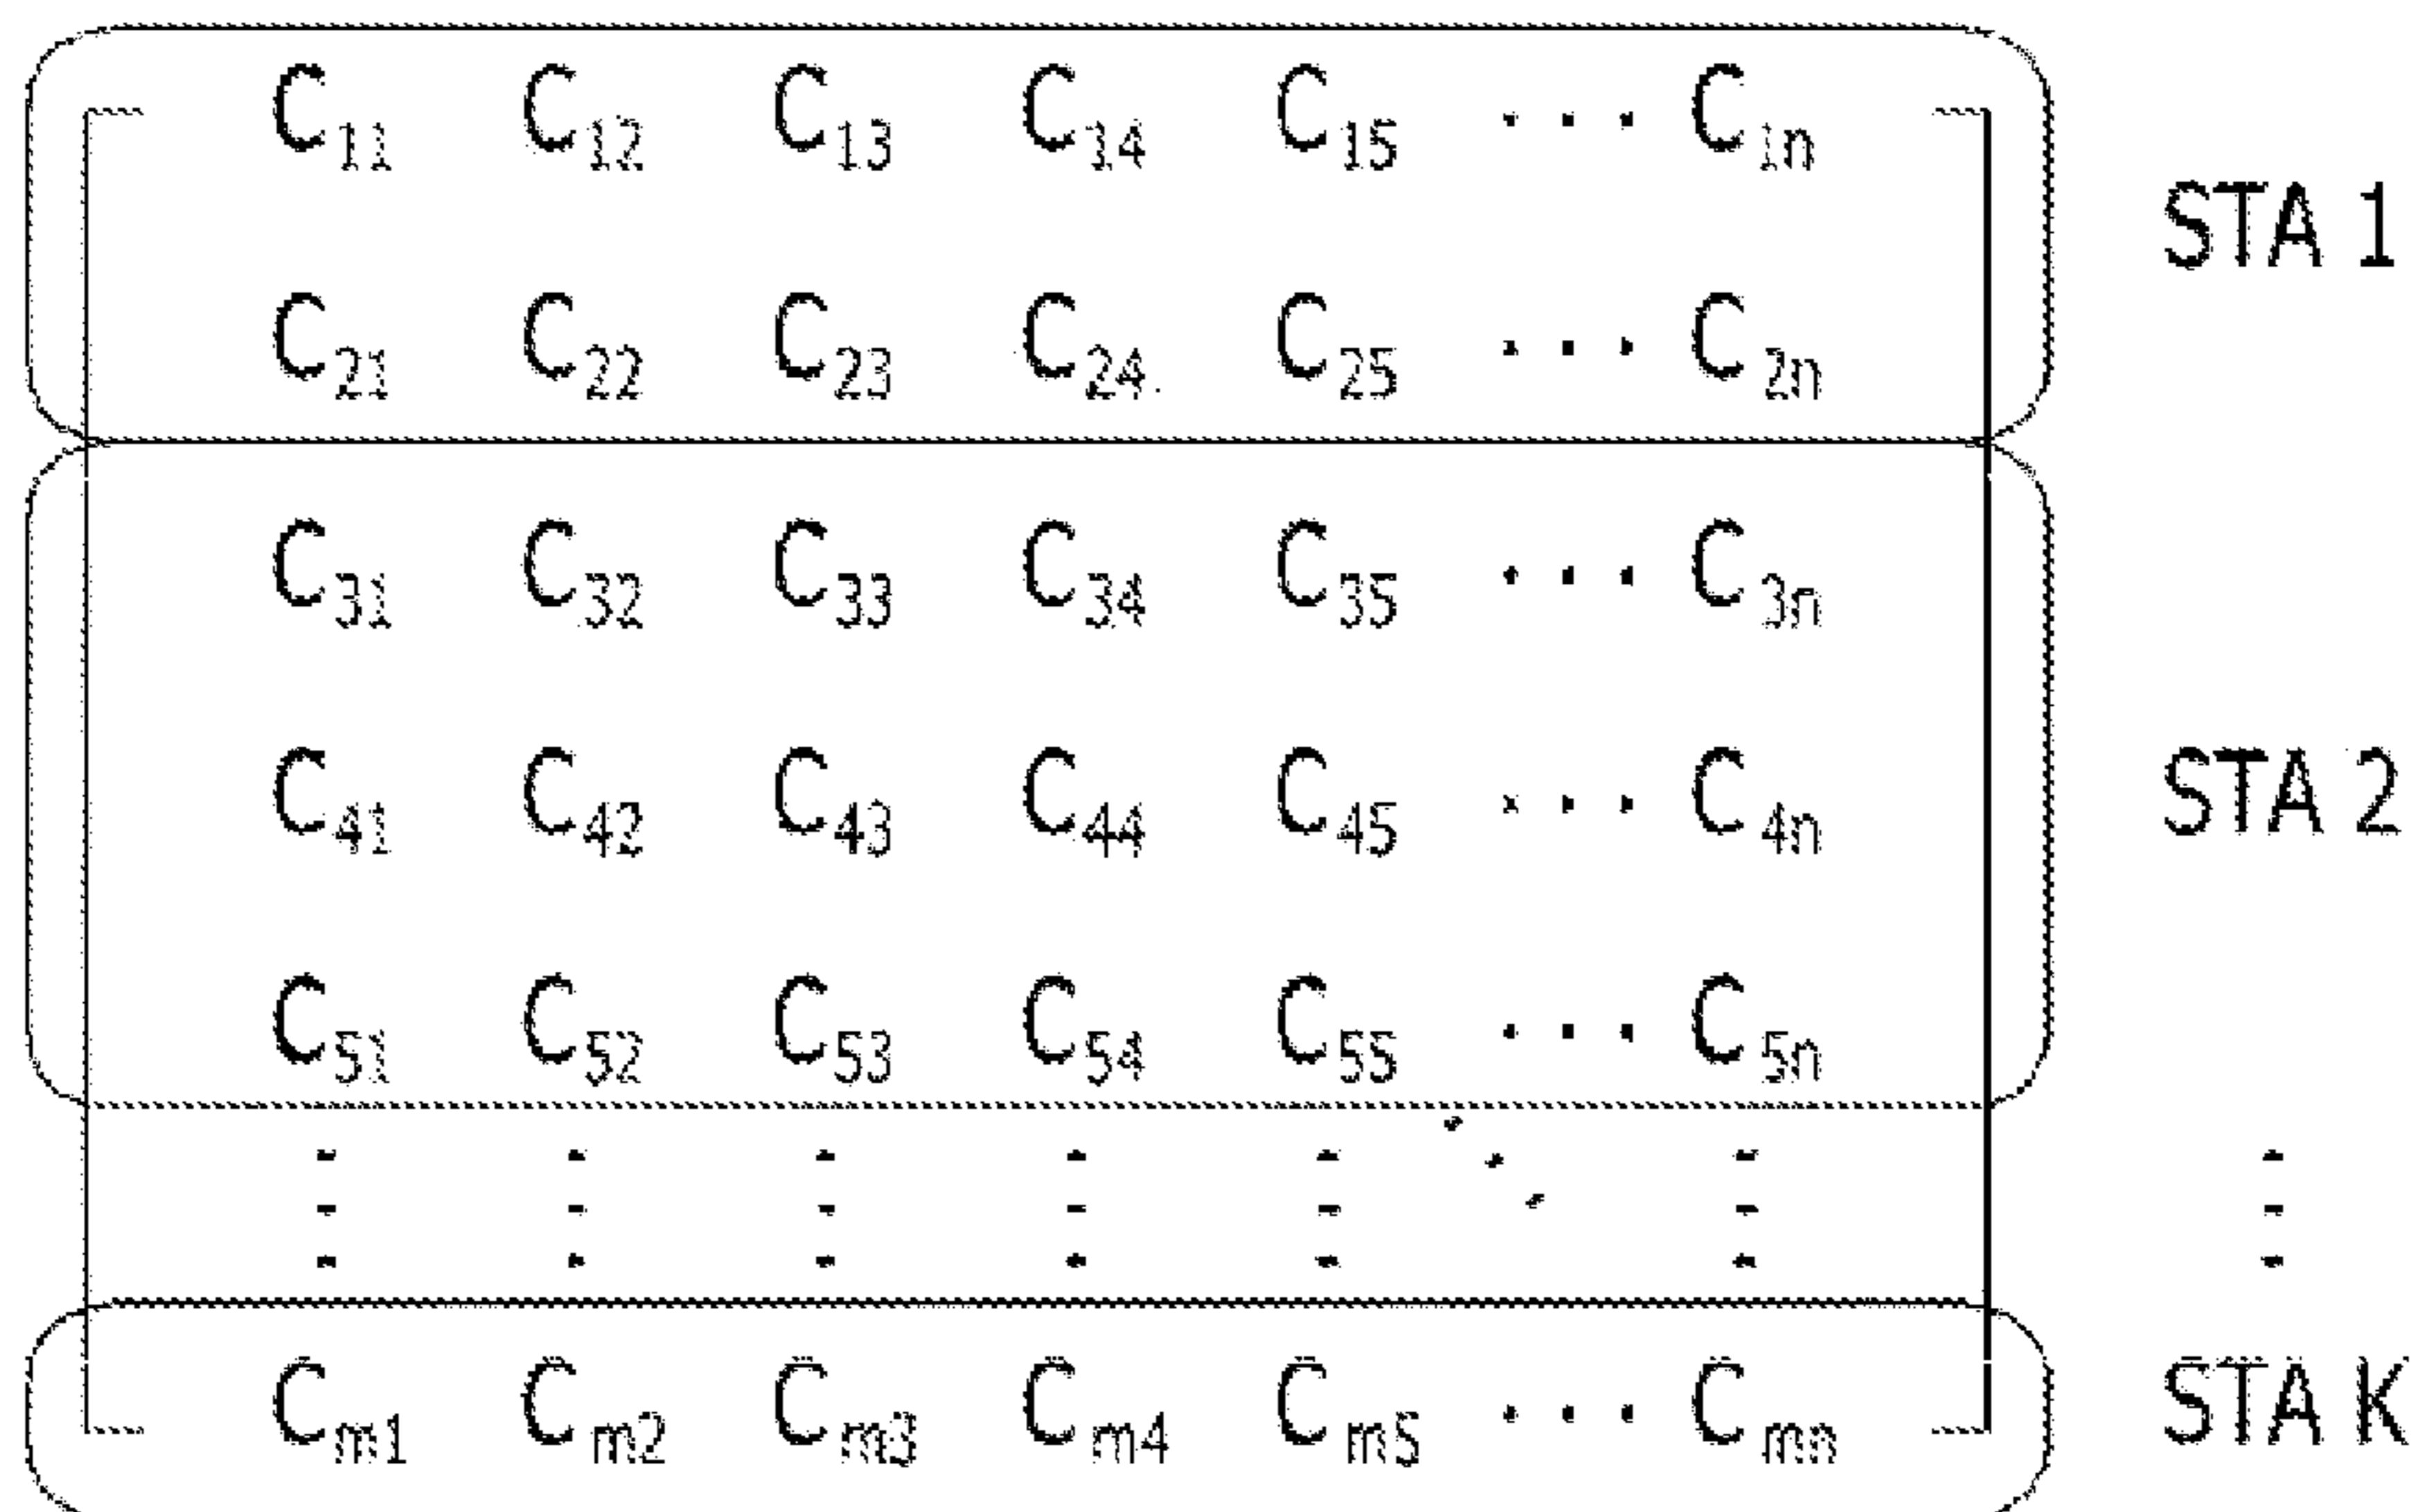 C11 C12 C13 C14 C15 ... C1n
STA 1
C21 C22 C23 C24 C25 ... C2n
C31 C32 C33 C34 C35 ... C3n
C41 C42 C43 C44 C45 ... C4n
STA 2
C51 C52 C53 C54 C55 ... C5n
Cm1 Cm2 Cm3 Cm4 Cm5 ... Cmn
STA K